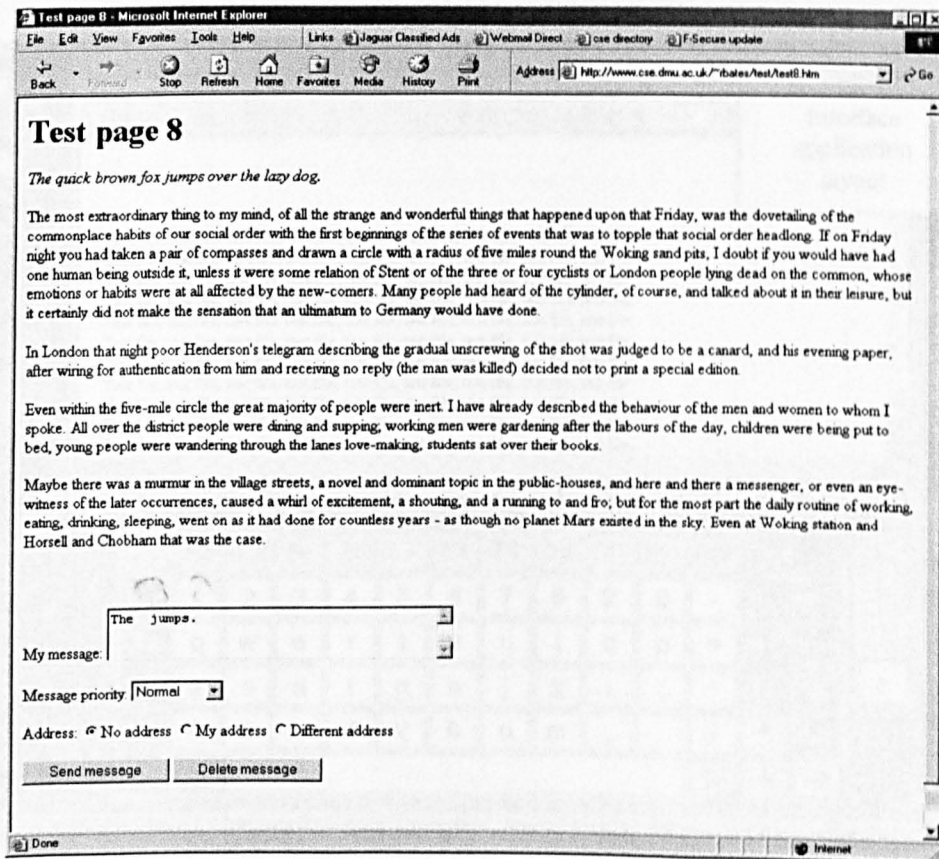 Test page 8 - Microsoft Internet Explorer
File Edit View Favorites Tools Help Links Jaguar Classified Ads Webmail Direct cse directory F-Secure update
Back Forward Stop Refresh Home Favorites Media History Print Address http://www.cse.dmu.ac.uk/~rbates/test/test8.htm Go
Test page 8
The quick brown fox jumps over the lazy dog.
The most extraordinary thing to my mind, of all the strange and wonderful things that happened upon that Friday, was the dovetailing of the
commonplace habits of our social order with the first beginnings of the series of events that was to topple that social order headlong. If on Friday
night you had taken a pair of compasses and drawn a circle with a radius of five miles round the Woking sand pits, I doubt if you would have had
one human being outside it, unless it were some relation of Stent or of the three or four cyclists or London people lying dead on the common, whose
emotions or habits were at all affected by the new-comers. Many people had heard of the cylinder, of course, and talked about it in their leisure, but
it certainly did not make the sensation that an ultimatum to Germany would have done.
In London that night poor Henderson's telegram describing the gradual unscrewing of the shot was judged to be a canard, and his evening paper,
after wiring for authentication from him and receiving no reply (the man was killed) decided not to print a special edition.
Even within the five-mile circle the great majority of people were inert. I have already described the behaviour of the men and women to whom I
spoke. All over the district people were dining and supping; working men were gardening after the labours of the day, children were being put to
bed, young people were wandering through the lanes love-making, students sat over their books.
Maybe there was a murmur in the village streets, a novel and dominant topic in the public-houses, and here and there a messenger, or even an eye-
witness of the later occurrences, caused a whirl of excitement, a shouting, and a running to and fro; but for the most part the daily routine of working,
eating, drinking, sleeping, went on as it had done for countless years - as though no planet Mars existed in the sky. Even at Woking station and
Horsell and Chobham that was the case.
The jumps.
My message:
Message priority: Normal
Address: No address My address Different address
Send message Delete message
Done Internet